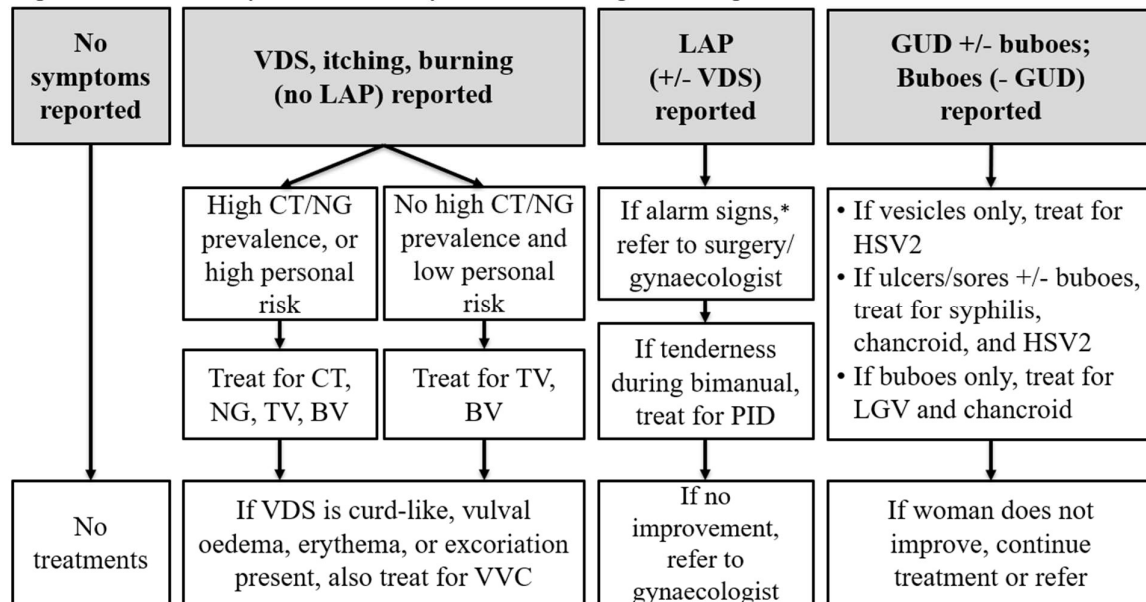 No
symptoms
reported
VDS, itching, burning
(no LAP) reported
LAP
(+/- VDS)
reported
GUD +/- buboes;
Buboes (- GUD)
reported
High CT/NG
prevalence, or
high personal
risk
No high CT/NG
prevalence and
low personal
risk
If alarm signs,*
refer to surgery/
gynaecologist
• If vesicles only, treat for
HSV2
• If ulcers/sores +/- buboes,
treat for syphilis,
chancroid, and HSV2
• If buboes only, treat for
LGV and chancroid
Treat for CT,
NG, TV, BV
Treat for TV,
BV
If tenderness
during bimanual,
treat for PID
No
treatments
If VDS is curd-like, vulval
oedema, erythema, or excoriation
present, also treat for VVC
If no
improvement,
refer to
gynaecologist
If woman does not
improve, continue
treatment or refer